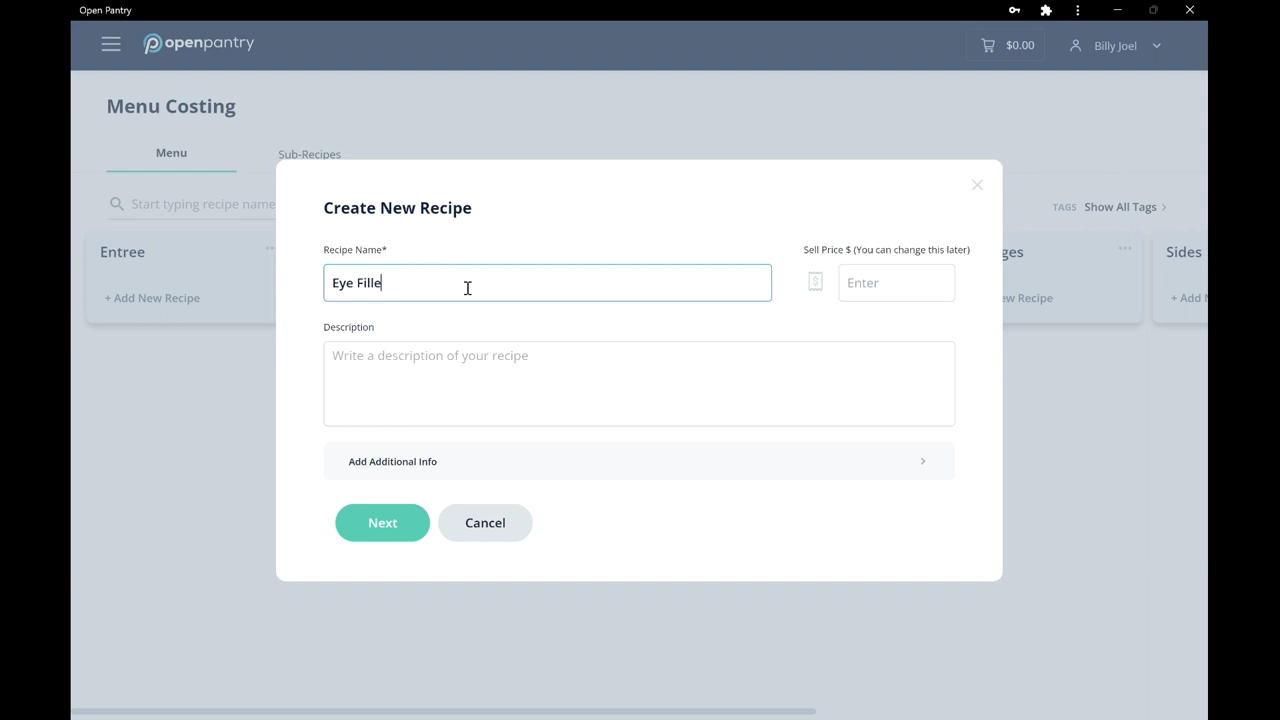 Open Pantry
openpantry
$0.00
Billy Joel
Menu Costing
Menu
Sub-Recipes
Start typing recipe name
TAGS Show All Tags
Entree
+ Add New Recipe
ges
ew Recipe
Sides
+ Add N
Create New Recipe
Recipe Name*
Sell Price $ (You can change this later)
Eye Fille
$
Enter
Description
Write a description of your recipe
Add Additional Info
Next
Cancel